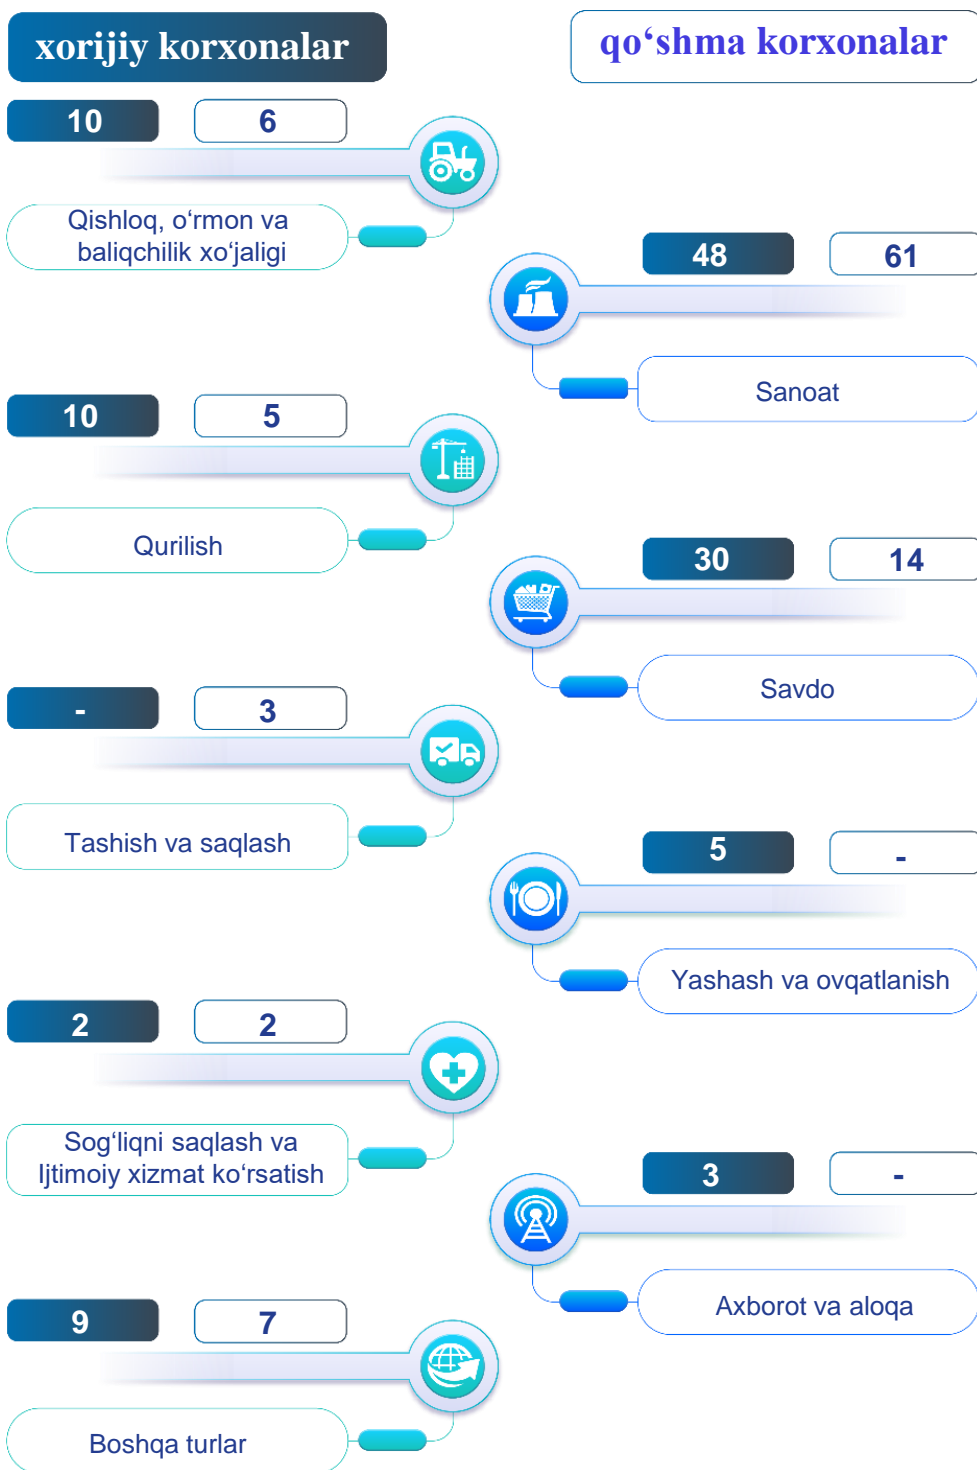 xorijiy korxonalar
qo‘shma korxonalar
10
6
Qishloq, o‘rmon va
baliqchilik xo‘jaligi
48
61
Sanoat
10
5
Qurilish
30
14
Savdo
-
3
Tashish va saqlash
5
-
Yashash va ovqatlanish
2
2
Sog‘liqni saqlash va
Ijtimoiy xizmat ko‘rsatish
3
-
Axborot va aloqa
9
7
Boshqa turlar